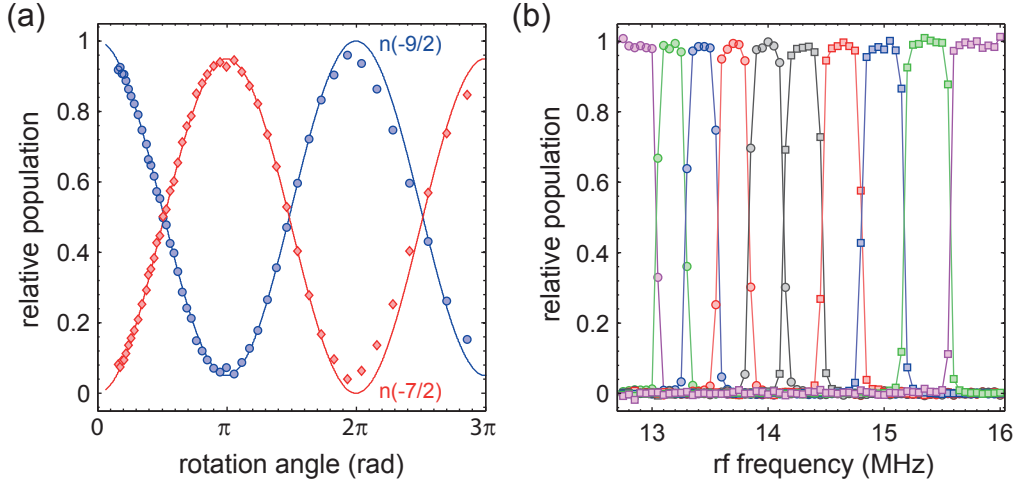 (a)
relative population
1
0.8
0.6
0.4
0.2
0
n(-9/2)
n(-7/2)
0
π
2π
3π
rotation angle (rad)
(b)
relative population
1
0.8
0.6
0.4
0.2
0
13
14
15
16
rf frequency (MHz)